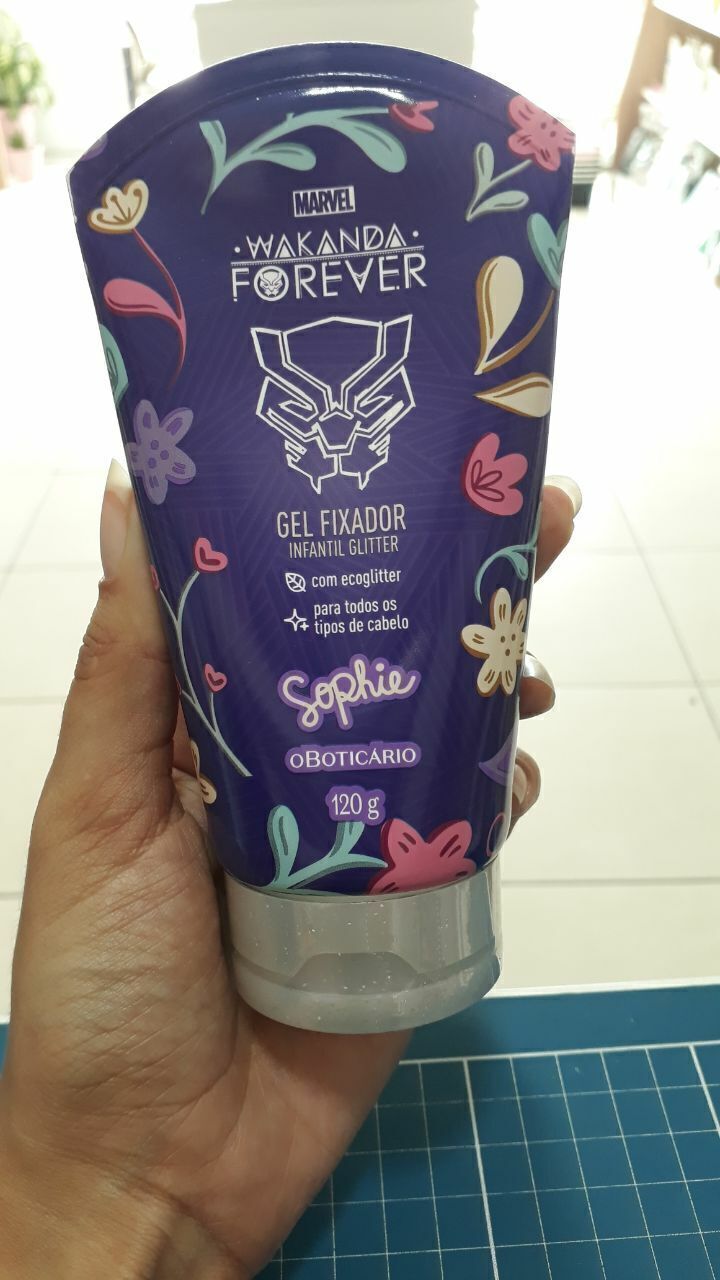 MARVEL
WAKANDA
FOREVER
GEL FIXADOR
INFANTIL GLITTER
com ecoglitter
para todos os
tipos de cabelo
Sophie
oBOTICÁRIO
120 g